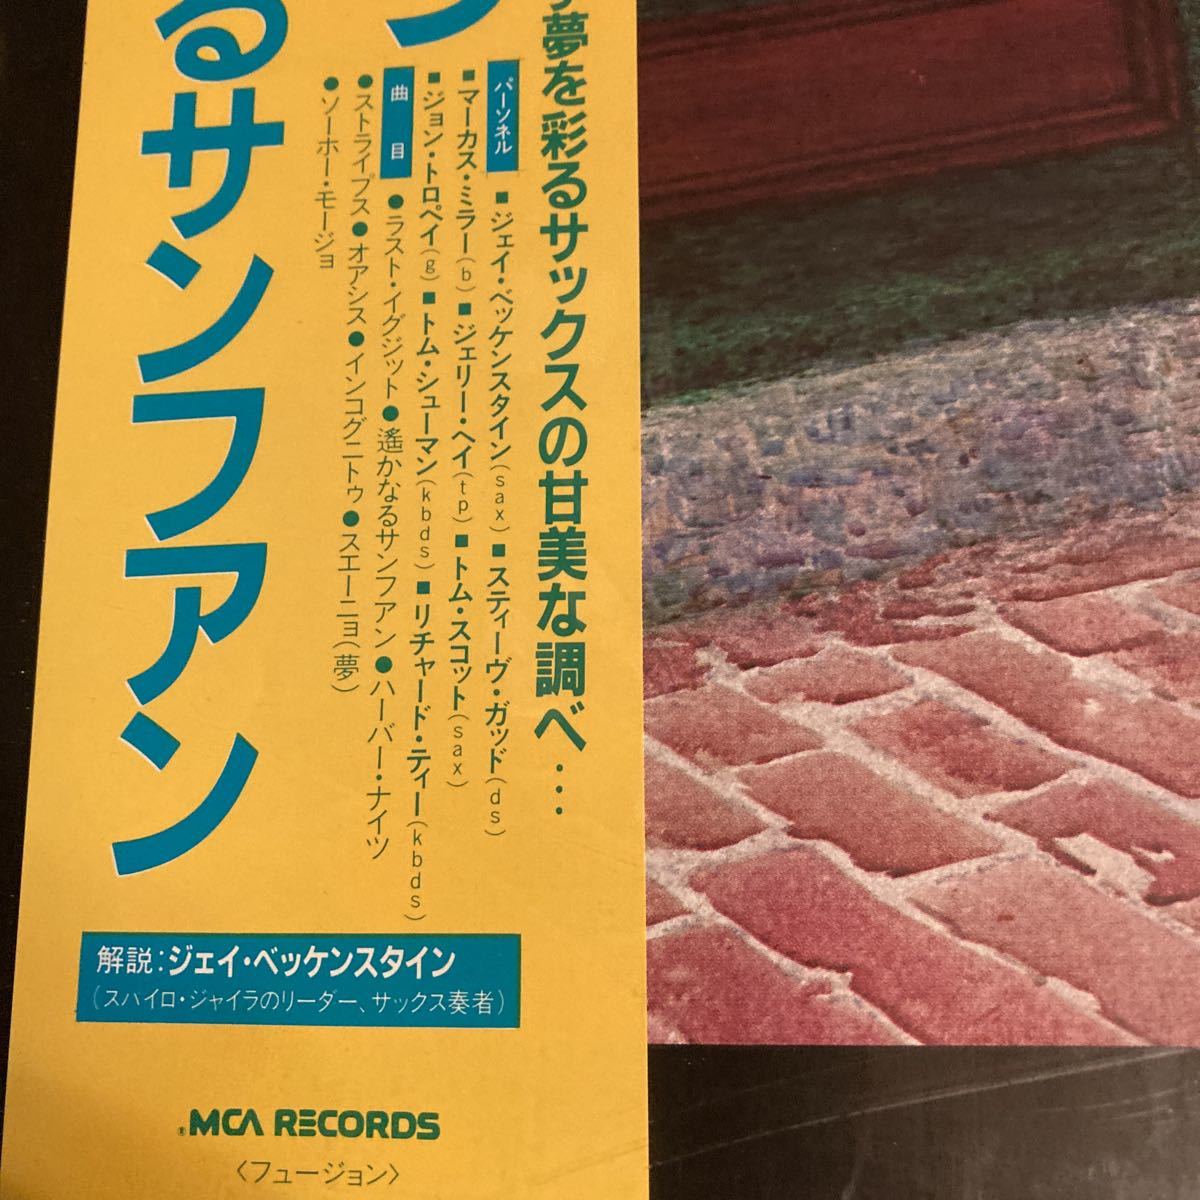 夢を彩るサックスの甘美な調べ…
パーソネル
■ジェイ・ベッケンスタイン(sax)■スティーヴ・ガッド(ds)
■マーカス・ミラー(b)■ジェリー・ヘイ(tp)■トム・スコット(sax)
■ジョン・トロペイ(g)■トム・シューマン(kbds)■リチャード・ティー(kbds)
曲目
●ラスト・イグジット●遙かなるサンフアン●ハーバー・ナイツ
●ストライプス●オアシス●インコグニトゥ●スエーニョ(夢)
●ソーホー・モージョ
るサンフアン
解説:ジェイ・ベッケンスタイン
(スパイロ・ジャイラのリーダー、サックス奏者)
®MCA RECORDS
〈フュージョン〉